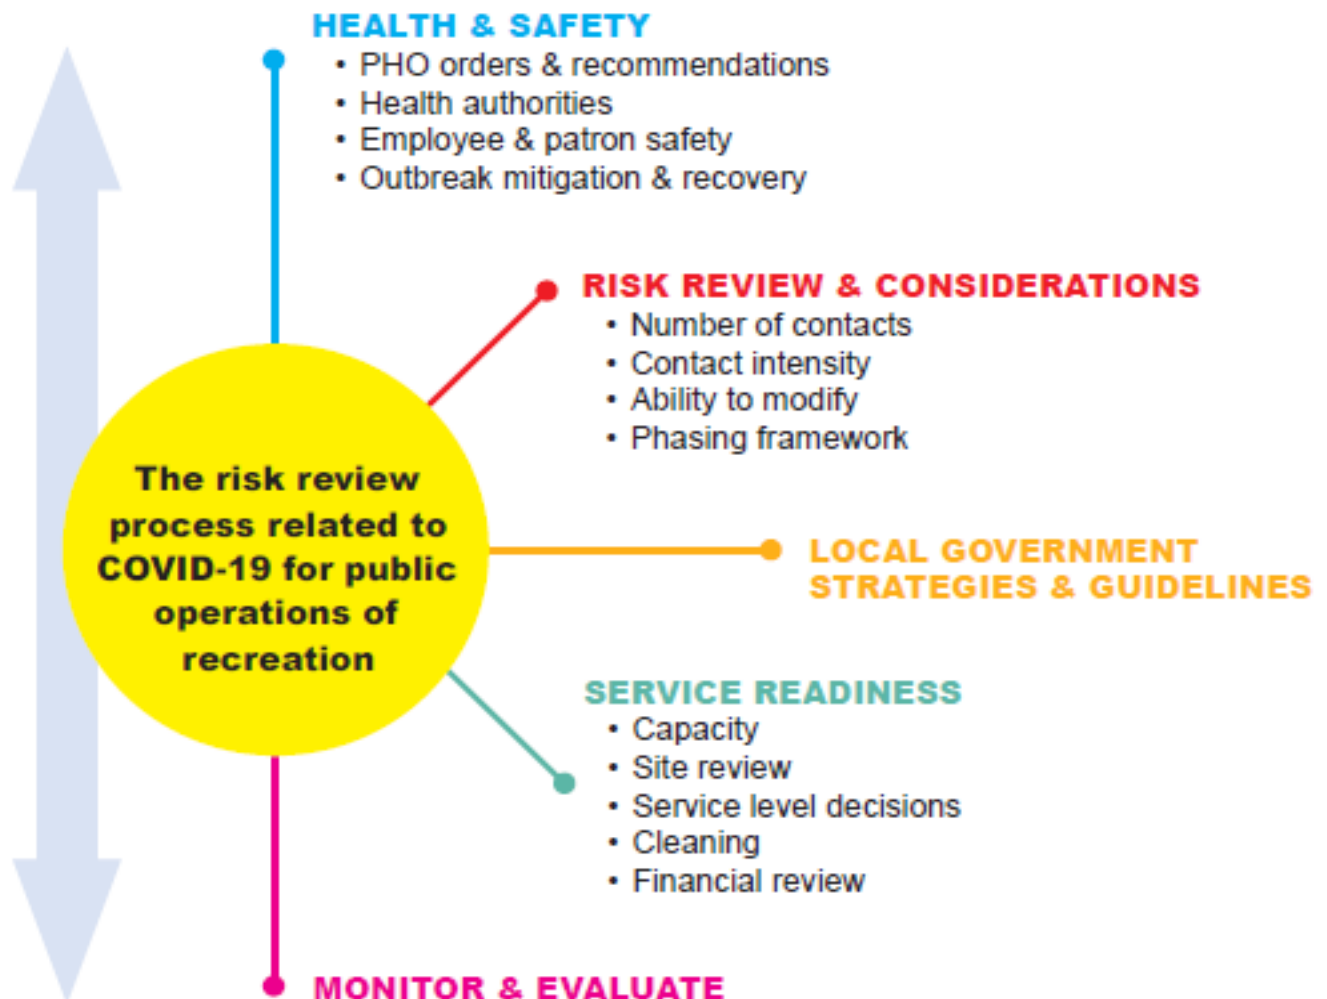 HEALTH & SAFETY
• PHO orders & recommendations
• Health authorities
• Employee & patron safety
• Outbreak mitigation & recovery
RISK REVIEW & CONSIDERATIONS
• Number of contacts
• Contact intensity
• Ability to modify
• Phasing framework
The risk review
process related to
COVID-19 for public
operations of
recreation
LOCAL GOVERNMENT
STRATEGIES & GUIDELINES
SERVICE READINESS
• Capacity
• Site review
• Service level decisions
• Cleaning
• Financial review
MONITOR & EVALUATE